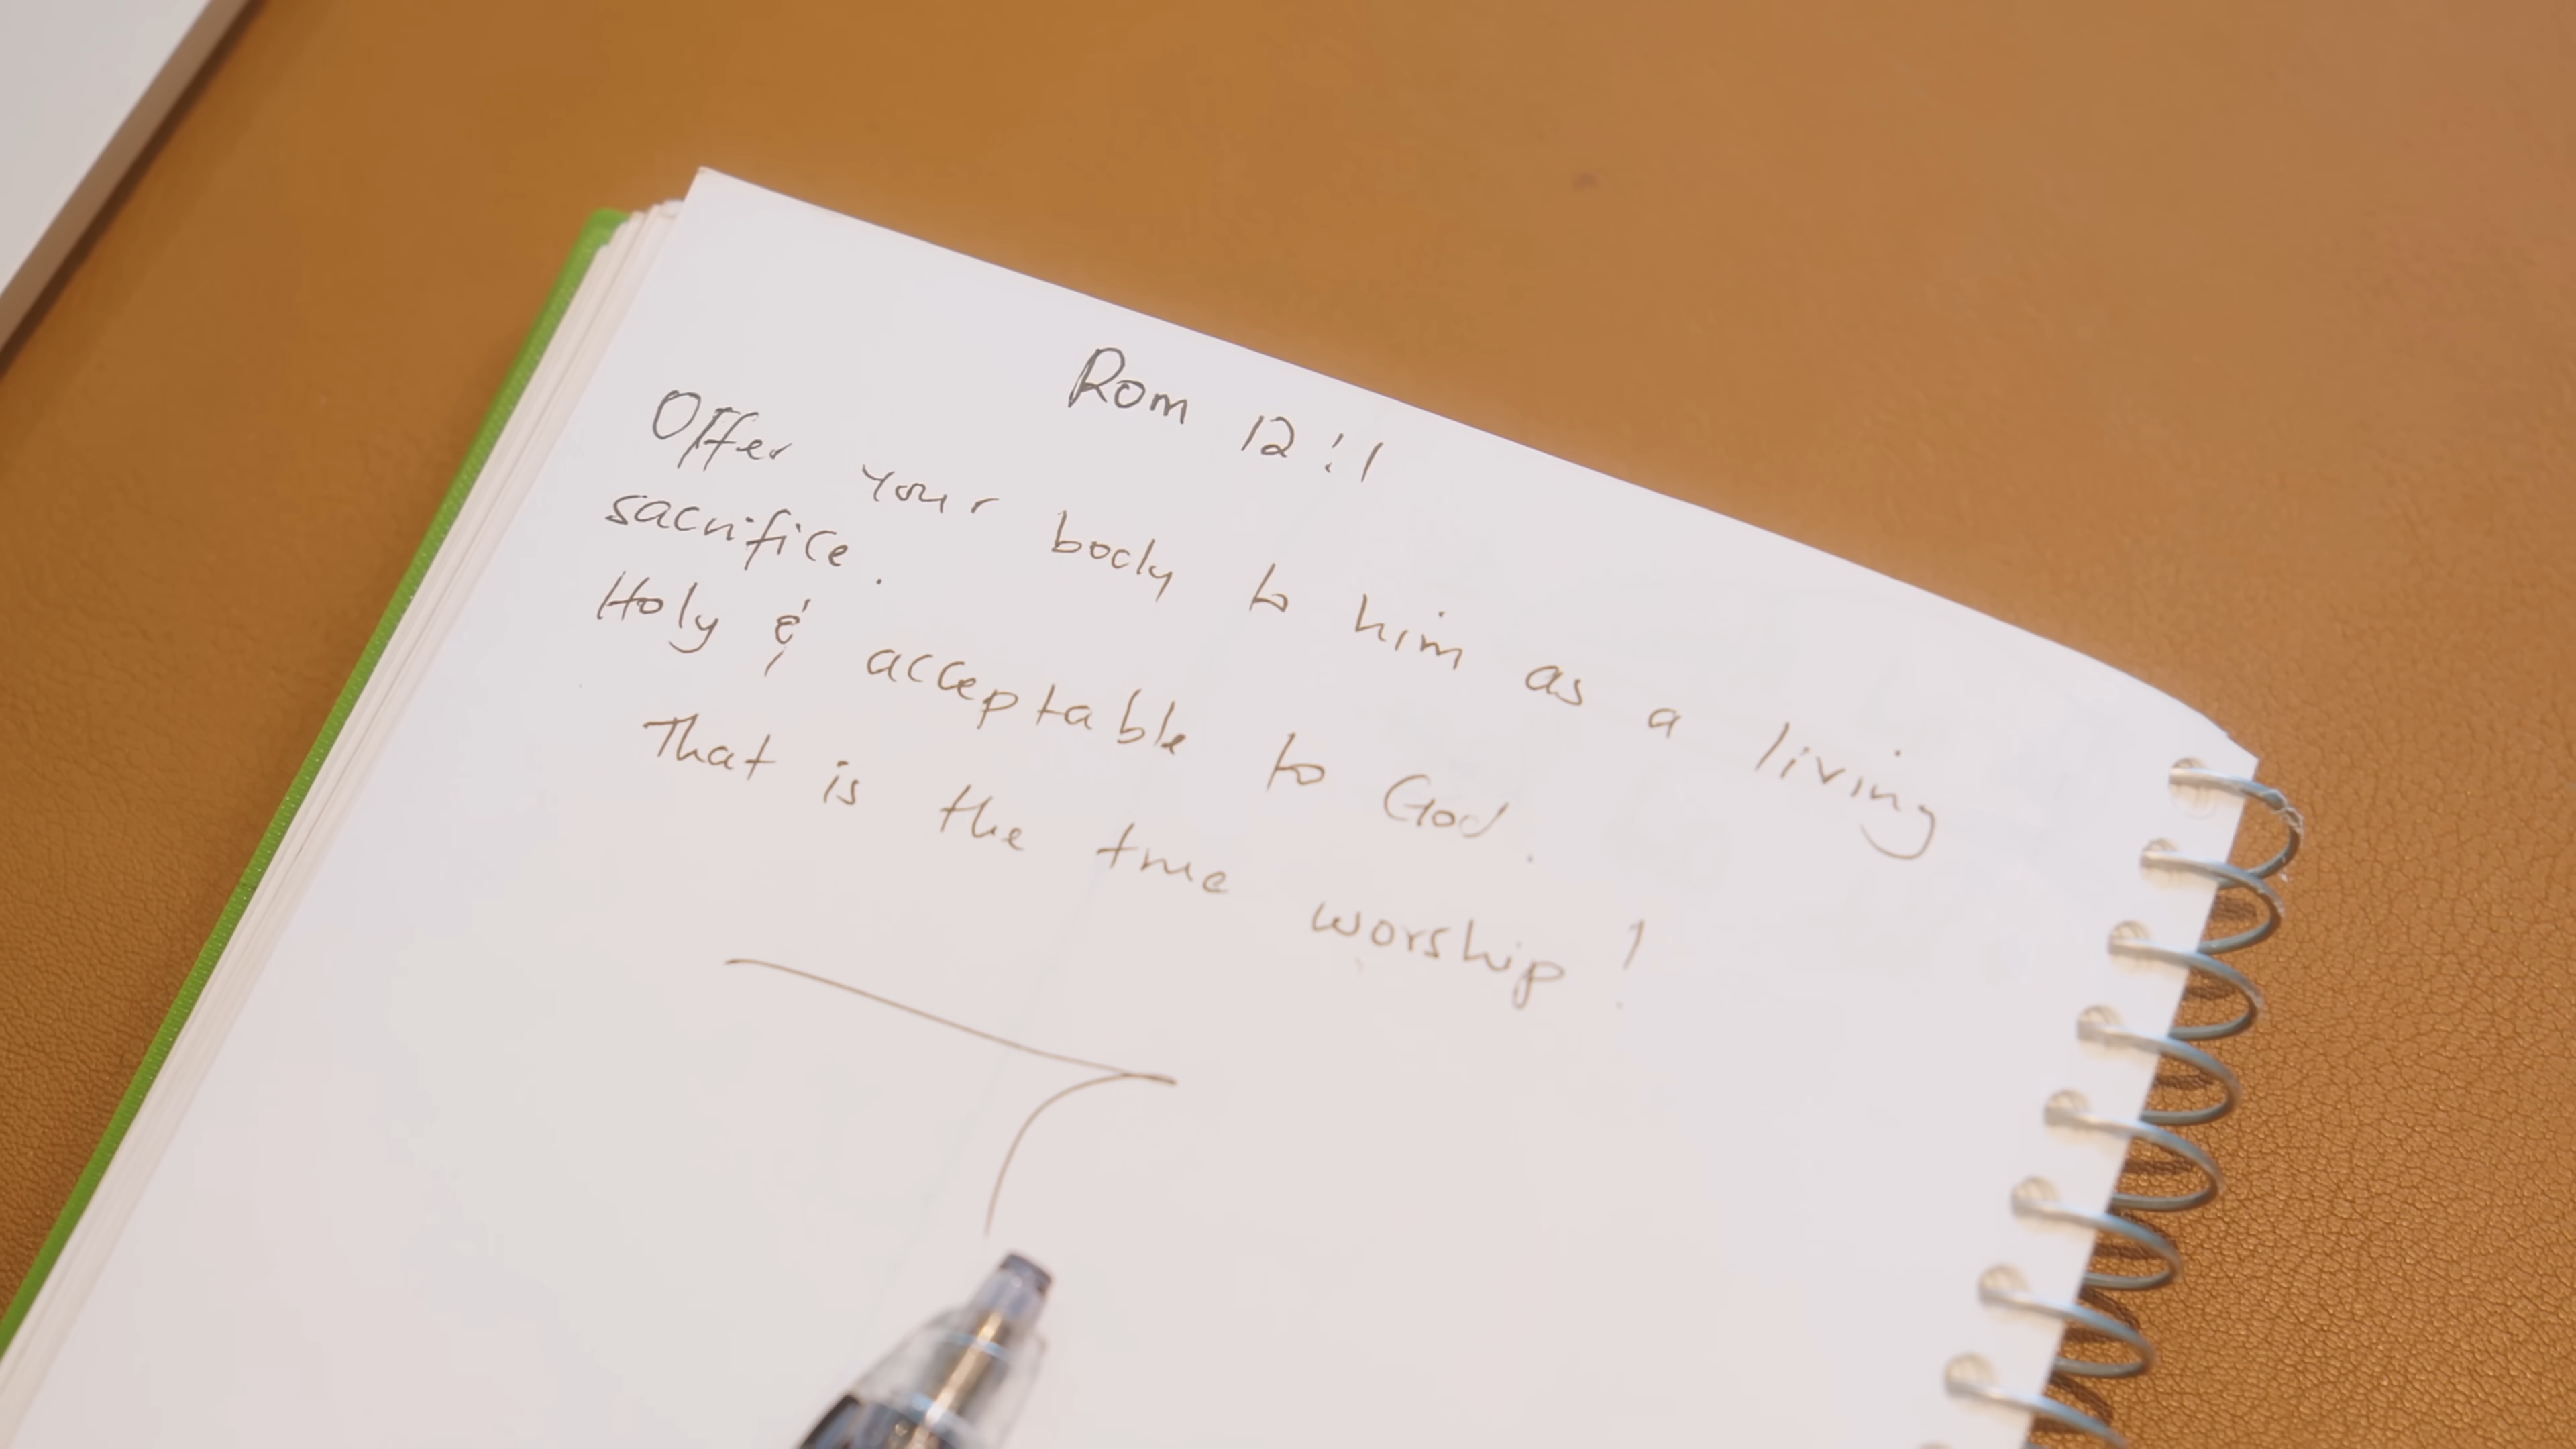 Rom 12:1
Offer your body to him as a living
sacrifice.
Holy & acceptable to God.
That is the true worship!